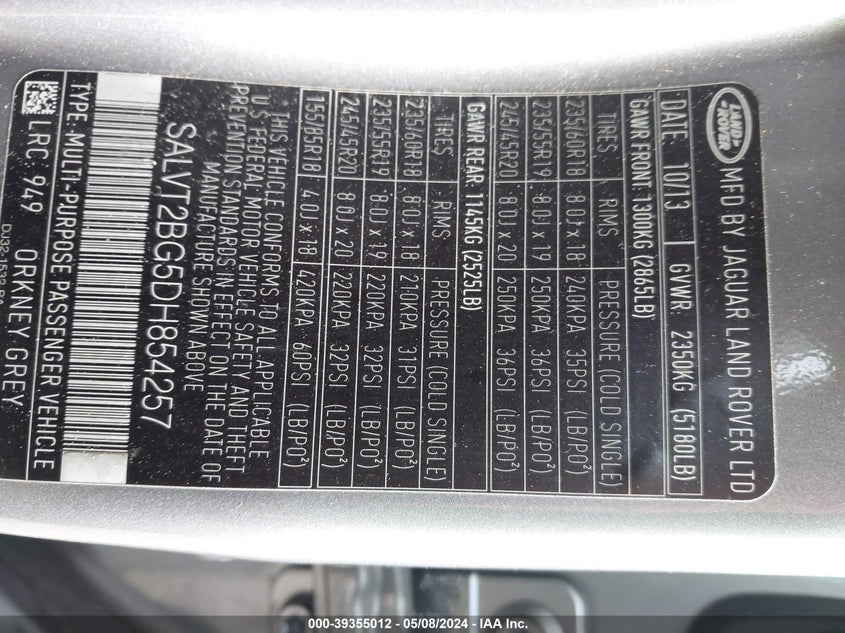 LAND ROVER
MFD BY JAGUAR LAND ROVER LTD
DATE: 10/13 GVWR: 2350KG (5180LB)
GAWR FRONT: 1300KG (2865LB)
TIRES RIMS PRESSURE (COLD SINGLE)
235/60R18 8.0J x 18 240KPA 35PSI (LB/PO²)
235/55R19 8.0J x 19 250KPA 36PSI (LB/PO²)
245/45R20 8.0J x 20 250KPA 36PSI (LB/PO²)
GAWR REAR: 1145KG (2525LB)
TIRES RIMS PRESSURE (COLD SINGLE)
235/60R18 8.0J x 18 210KPA 31PSI (LB/PO²)
235/55R19 8.0J x 19 220KPA 32PSI (LB/PO²)
245/45R20 8.0J x 20 220KPA 32PSI (LB/PO²)
155/85R18 4.0J x 18 420KPA 60PSI (LB/PO²)
THIS VEHICLE CONFORMS TO ALL APPLICABLE
U S FEDERAL MOTOR VEHICLE SAFETY AND THEFT
PREVENTION STANDARDS IN EFFECT ON THE DATE OF
MANUFACTURE SHOWN ABOVE
SALVT2BG5DH854257
TYPE: MULTI-PURPOSE PASSENGER VEHICLE
LRC 949 ORKNEY GREY
000-39355012 - 05/08/2024 - IAA Inc.